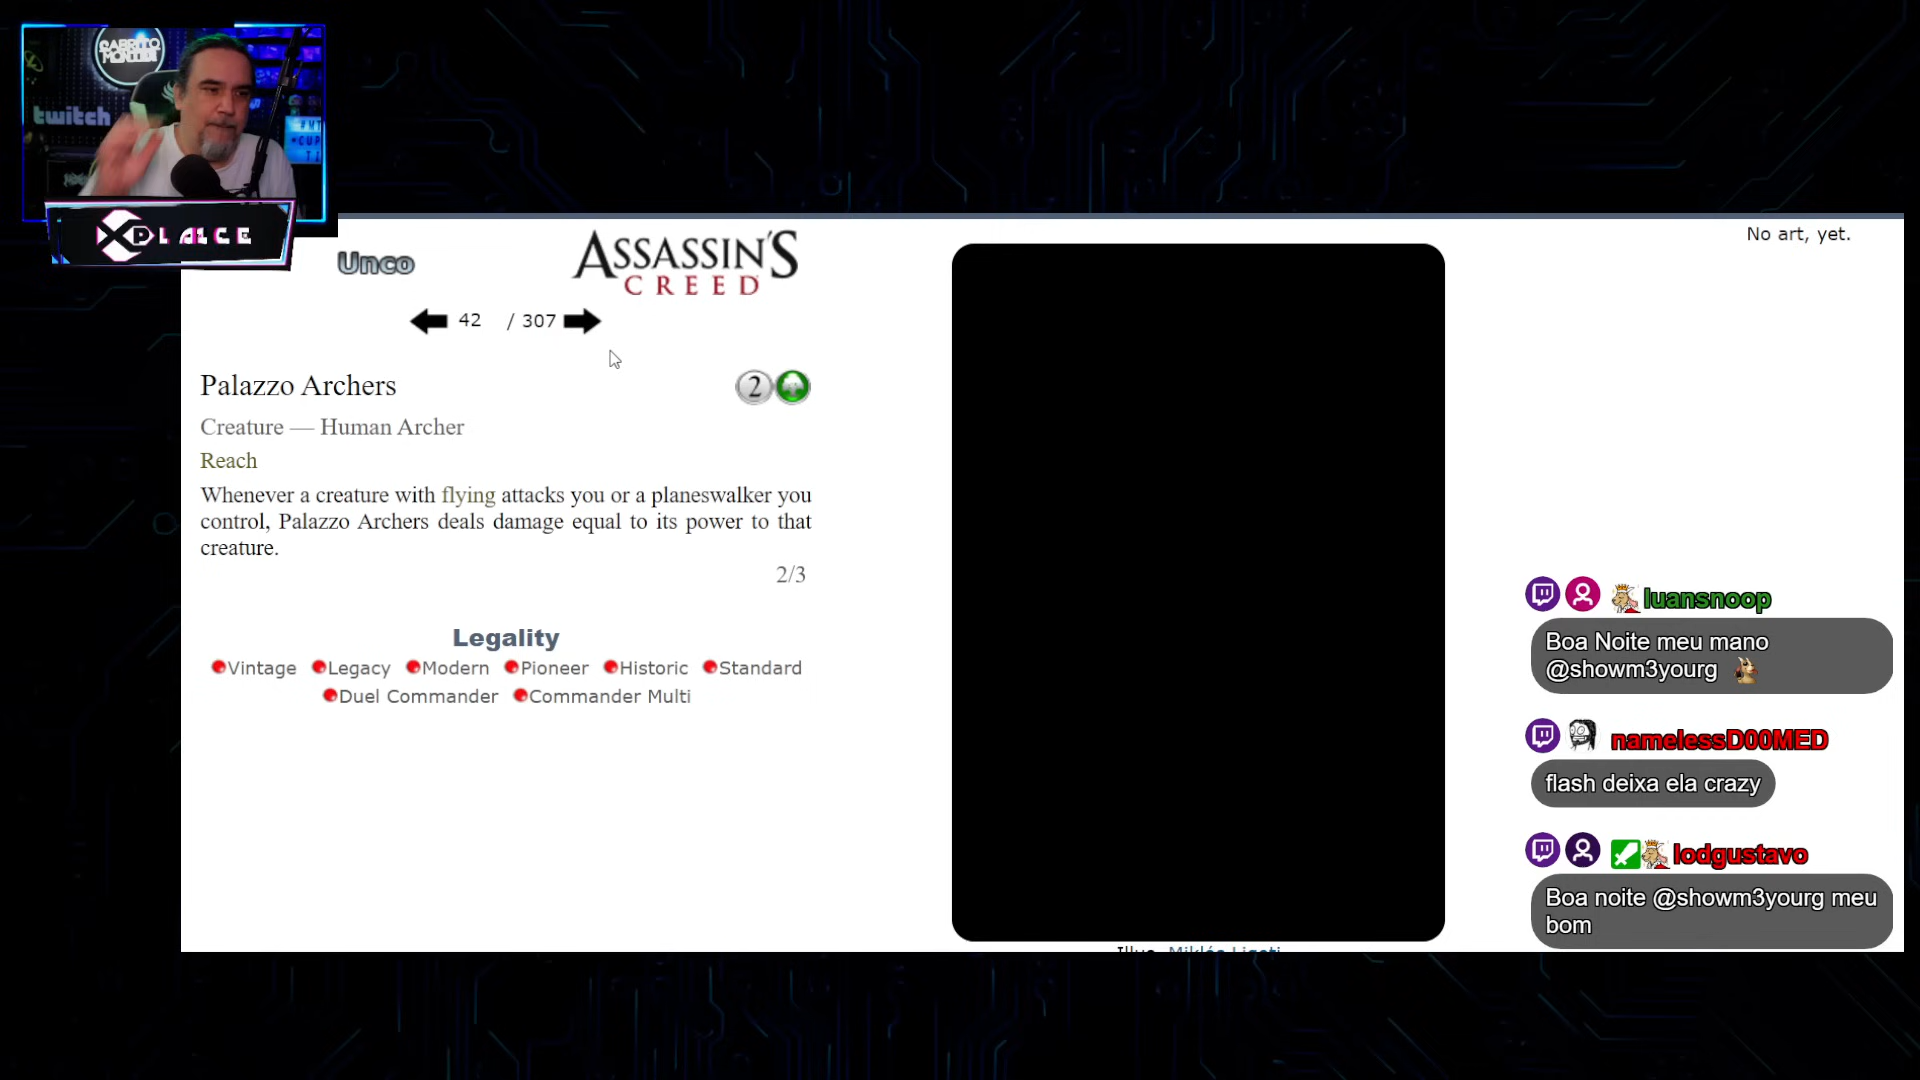 twitch
XPLACE
Unco
ASSASSIN'S
CREED
No art, yet.
42 / 307
Palazzo Archers
2
Creature — Human Archer
Reach
Whenever a creature with flying attacks you or a planeswalker you
control, Palazzo Archers deals damage equal to its power to that
creature.
2/3
Legality
Vintage Legacy Modern Pioneer Historic Standard
Duel Commander Commander Multi
luansnoop
Boa Noite meu mano
@showm3yourg
namelessD00MED
flash deixa ela crazy
lodgustavo
Boa noite @showm3yourg meu
bom